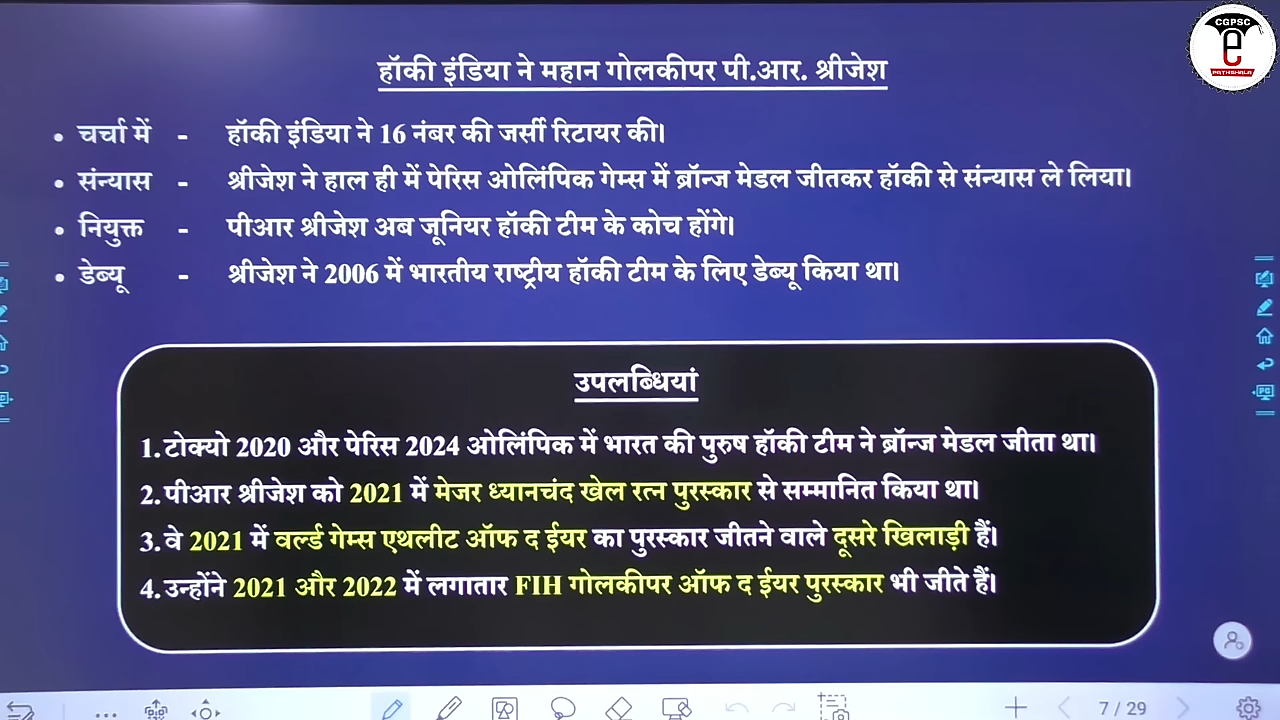 CGPSC
e
PATHSHALA
हॉकी इंडिया ने महान गोलकीपर पी.आर. श्रीजेश
• चर्चा में - हॉकी इंडिया ने 16 नंबर की जर्सी रिटायर की।
• संन्यास - श्रीजेश ने हाल ही में पेरिस ओलिंपिक गेम्स में ब्रॉन्ज मेडल जीतकर हॉकी से संन्यास ले लिया।
• नियुक्त - पीआर श्रीजेश अब जूनियर हॉकी टीम के कोच होंगे।
• डेब्यू - श्रीजेश ने 2006 में भारतीय राष्ट्रीय हॉकी टीम के लिए डेब्यू किया था।
उपलब्धियां
1. टोक्यो 2020 और पेरिस 2024 ओलिंपिक में भारत की पुरुष हॉकी टीम ने ब्रॉन्ज मेडल जीता था।
2. पीआर श्रीजेश को 2021 में मेजर ध्यानचंद खेल रत्न पुरस्कार से सम्मानित किया था।
3. वे 2021 में वर्ल्ड गेम्स एथलीट ऑफ द ईयर का पुरस्कार जीतने वाले दूसरे खिलाड़ी हैं।
4. उन्होंने 2021 और 2022 में लगातार FIH गोलकीपर ऑफ द ईयर पुरस्कार भी जीते हैं।
7 / 29